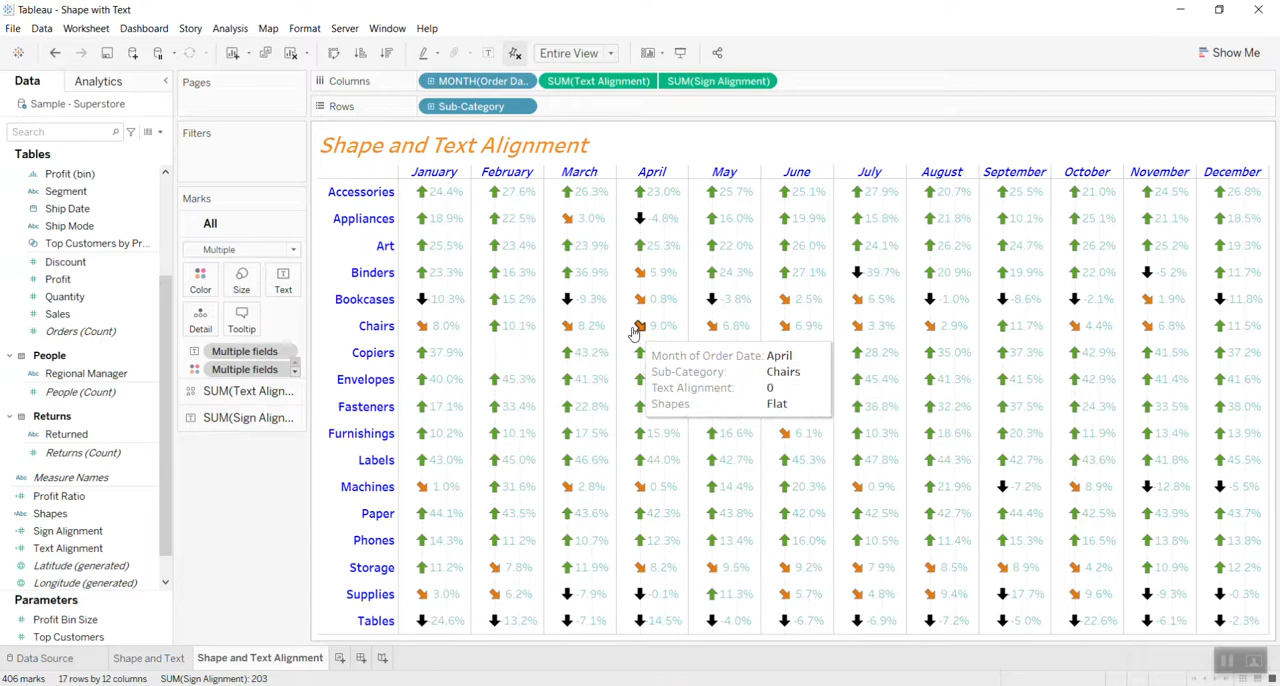 Tableau - Shape with Text
File Data Worksheet Dashboard Story Analysis Map Format Server Window Help
Entire View
Show Me
Data Analytics
Sample - Superstore
Search
Tables
Profit (bin)
Abc Segment
Ship Date
Abc Ship Mode
Top Customers by Pr...
# Discount
# Profit
# Quantity
# Sales
# Orders (Count)
People
Abc Regional Manager
# People (Count)
Returns
Abc Returned
# Returns (Count)
Abc Measure Names
# Profit Ratio
Abc Shapes
# Sign Alignment
# Text Alignment
Latitude (generated)
Longitude (generated)
Parameters
# Profit Bin Size
# Top Customers
Pages
Filters
Marks
All
Multiple
Color Size Text
Detail Tooltip
Multiple fields
Multiple fields
SUM(Text Align...
SUM(Sign Align...
Columns MONTH(Order Da.. SUM(Text Alignment) SUM(Sign Alignment)
Rows Sub-Category
Shape and Text Alignment
January February March April May June July August September October November December
Accessories 24.4% 27.6% 26.3% 23.0% 25.7% 25.1% 27.9% 20.7% 25.5% 21.0% 24.5% 26.8%
Appliances 18.9% 22.5% 3.0% -4.8% 16.0% 19.9% 15.8% 21.8% 10.1% 25.1% 21.1% 18.5%
Art 25.5% 23.4% 23.9% 25.3% 22.0% 26.0% 24.1% 26.2% 24.7% 26.2% 25.2% 19.3%
Binders 23.3% 16.3% 36.9% 5.9% 24.3% 27.1% -39.7% 20.9% 19.9% 22.0% -5.2% 11.7%
Bookcases -10.3% 15.2% -9.3% 0.8% -3.8% 2.5% 6.5% -1.0% -8.6% -2.1% 1.9% -11.8%
Chairs 8.0% 10.1% 8.2% 9.0% 6.8% 6.9% 3.3% 2.9% 11.7% 4.4% 6.8% 11.5%
Copiers 37.9% 43.2% 28.2% 35.0% 37.3% 42.9% 41.5% 37.2%
Envelopes 40.0% 45.3% 41.3% 45.4% 41.3% 41.5% 42.9% 41.4% 41.6%
Fasteners 17.1% 33.4% 22.8% 36.8% 32.2% 37.5% 24.3% 33.5% 38.0%
Furnishings 10.2% 10.1% 17.5% 15.9% 16.6% 6.1% 10.3% 18.6% 20.3% 11.9% 13.4% 13.9%
Labels 43.0% 45.0% 46.6% 44.0% 42.7% 45.3% 47.8% 44.3% 42.7% 43.6% 41.8% 45.5%
Machines 1.0% 31.6% 2.8% 0.5% 14.4% 20.3% 0.9% 21.9% -7.2% 8.9% -12.8% -5.5%
Paper 44.1% 43.5% 43.6% 42.3% 43.8% 42.0% 42.5% 42.7% 44.4% 42.5% 43.9% 43.7%
Phones 14.3% 11.2% 10.7% 12.3% 13.4% 16.0% 10.5% 11.4% 15.3% 16.5% 13.8% 13.8%
Storage 11.2% 7.8% 11.9% 8.2% 9.5% 9.2% 7.9% 8.5% 8.9% 4.2% 10.9% 12.2%
Supplies 3.0% 6.2% -7.9% -0.1% 11.3% 5.7% 4.8% 9.4% -17.7% 9.6% -9.3% -0.3%
Tables -24.6% -13.2% -7.1% -14.5% -4.0% -6.7% -6.9% -7.2% -5.0% -22.6% -6.1% -2.3%
Month of Order Date: April
Sub-Category: Chairs
Text Alignment: 0
Shapes: Flat
Data Source Shape and Text Shape and Text Alignment
406 marks 17 rows by 12 columns SUM(Sign Alignment): 203